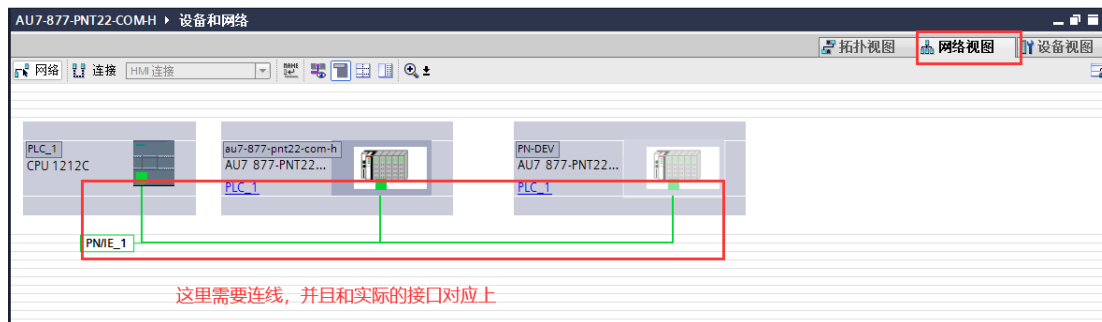 AU7-877-PNT22-COM-H ▸ 设备和网络
拓扑视图 网络视图 设备视图
网络 连接 HMI 连接
PLC_1
CPU 1212C
au7-877-pnt22-com-h
AU7 877-PNT22...
PLC_1
PN-DEV
AU7 877-PNT22...
PLC_1
PN/IE_1
这里需要连线，并且和实际的接口对应上